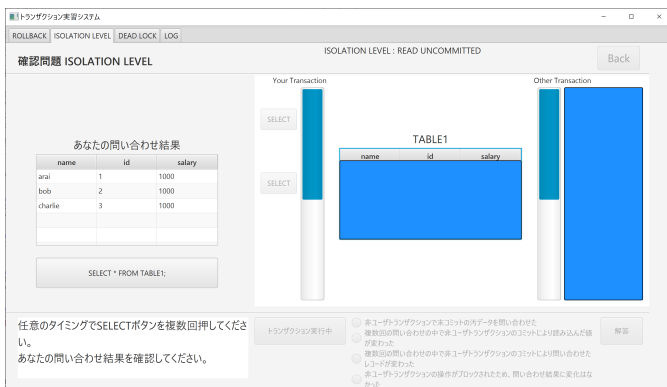 トランザクション実習システム
ROLLBACK ISOLATION LEVEL DEAD LOCK LOG
確認問題 ISOLATION LEVEL
ISOLATION LEVEL : READ UNCOMMITTED
Back
Your Transaction
Other Transaction
SELECT
SELECT
あなたの問い合わせ結果
name id salary
arai 1 1000
bob 2 1000
charlie 3 1000
SELECT * FROM TABLE1;
TABLE1
name id salary
任意のタイミングでSELECTボタンを複数回押してくださ
い。
あなたの問い合わせ結果を確認してください。
トランザクション実行中
非ユーザトランザクションで未コミットの汚データを問い合わせた
複数回の問い合わせの中で非ユーザトランザクションのコミットにより読み込んだ値
が変わった
複数回の問い合わせの中で非ユーザトランザクションのコミットにより問い合わせた
レコードが変わった
非ユーザトランザクションの操作がブロックされたため、問い合わせ結果に変化はな
かった
解答